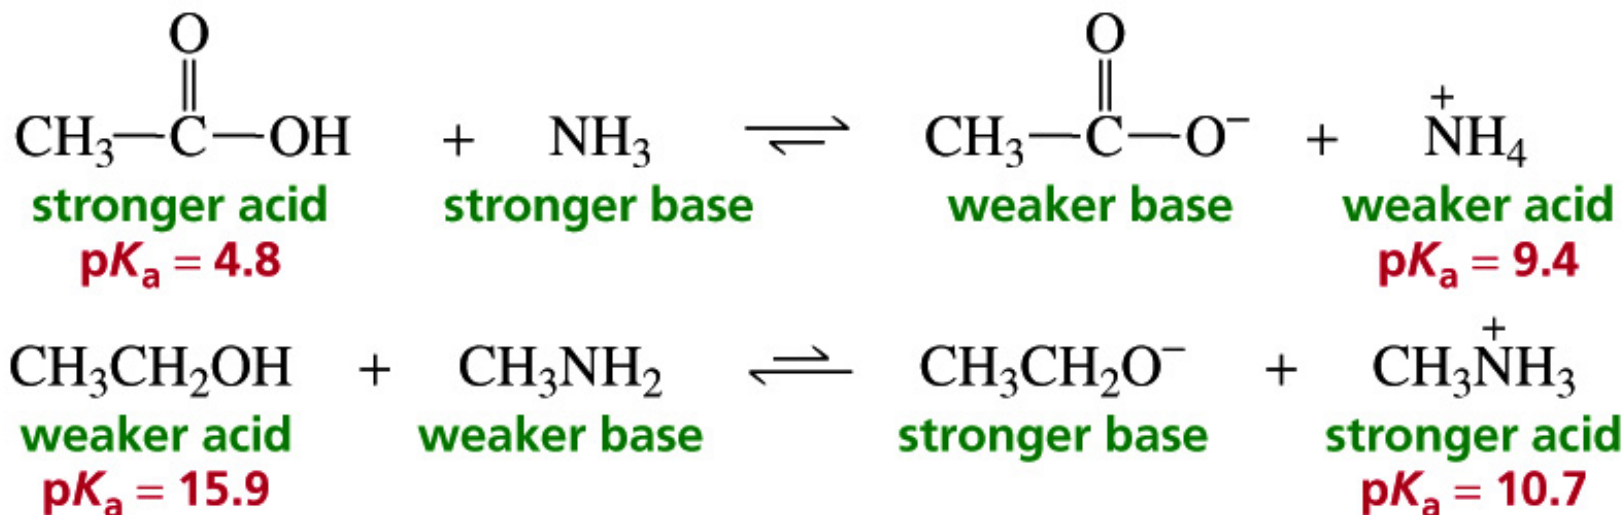 O O
CH₃—C—OH + NH₃ ⇌ CH₃—C—O⁻ + N⁺H₄
stronger acid stronger base weaker base weaker acid
pKₐ = 4.8 pKₐ = 9.4
CH₃CH₂OH + CH₃NH₂ ⇌ CH₃CH₂O⁻ + CH₃N⁺H₃
weaker acid weaker base stronger base stronger acid
pKₐ = 15.9 pKₐ = 10.7